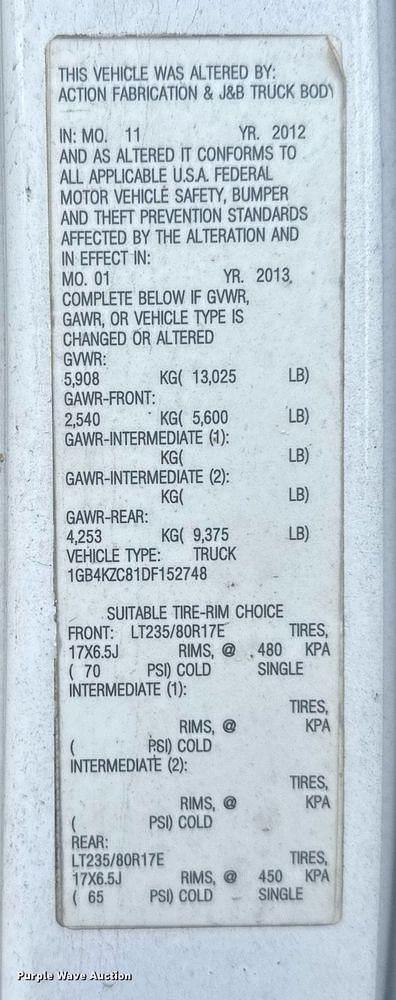 THIS VEHICLE WAS ALTERED BY:
ACTION FABRICATION & J&B TRUCK BODY
IN: MO. 11 YR. 2012
AND AS ALTERED IT CONFORMS TO
ALL APPLICABLE U.S.A. FEDERAL
MOTOR VEHICLE SAFETY, BUMPER
AND THEFT PREVENTION STANDARDS
AFFECTED BY THE ALTERATION AND
IN EFFECT IN:
MO. 01 YR. 2013
COMPLETE BELOW IF GVWR,
GAWR, OR VEHICLE TYPE IS
CHANGED OR ALTERED
GVWR:
5,908 KG( 13,025 LB)
GAWR-FRONT:
2,540 KG( 5,600 LB)
GAWR-INTERMEDIATE (1):
KG( LB)
GAWR-INTERMEDIATE (2):
KG( LB)
GAWR-REAR:
4,253 KG( 9,375 LB)
VEHICLE TYPE: TRUCK
1GB4KZC81DF152748
SUITABLE TIRE-RIM CHOICE
FRONT: LT235/80R17E TIRES,
17X6.5J RIMS, @ 480 KPA
( 70 PSI) COLD SINGLE
INTERMEDIATE (1):
TIRES,
RIMS, @ KPA
( PSI) COLD
INTERMEDIATE (2):
TIRES,
RIMS, @ KPA
( PSI) COLD
REAR:
LT235/80R17E TIRES,
17X6.5J RIMS, @ 450 KPA
( 65 PSI) COLD SINGLE
Purple Wave Auction